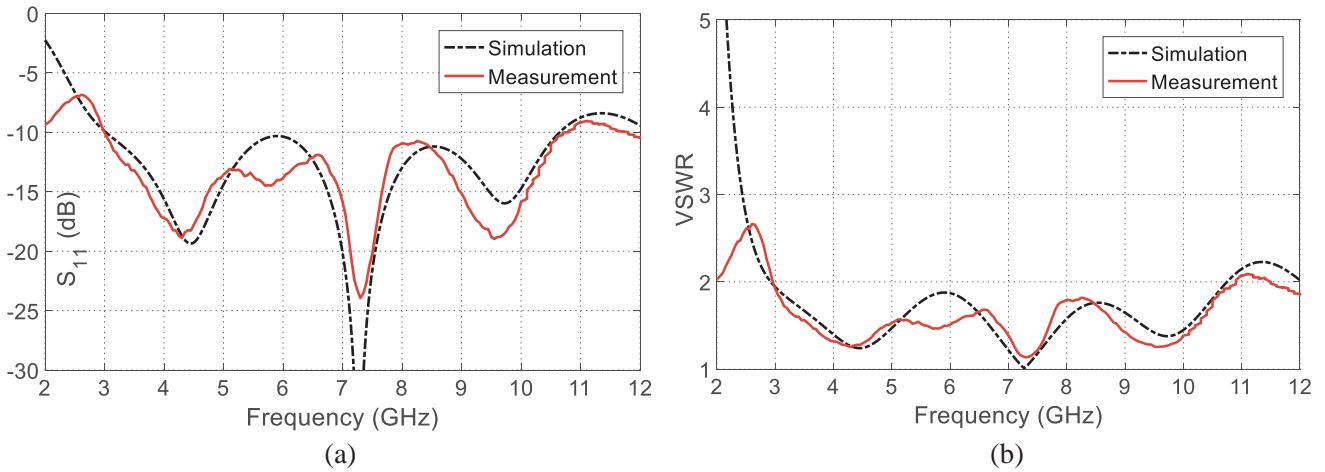 0
-5
-10
-15
-20
-25
-30
S11 (dB)
Simulation
Measurement
2 3 4 5 6 7 8 9 10 11 12
Frequency (GHz)
(a)
5
4
3
2
1
VSWR
Simulation
Measurement
2 3 4 5 6 7 8 9 10 11 12
Frequency (GHz)
(b)